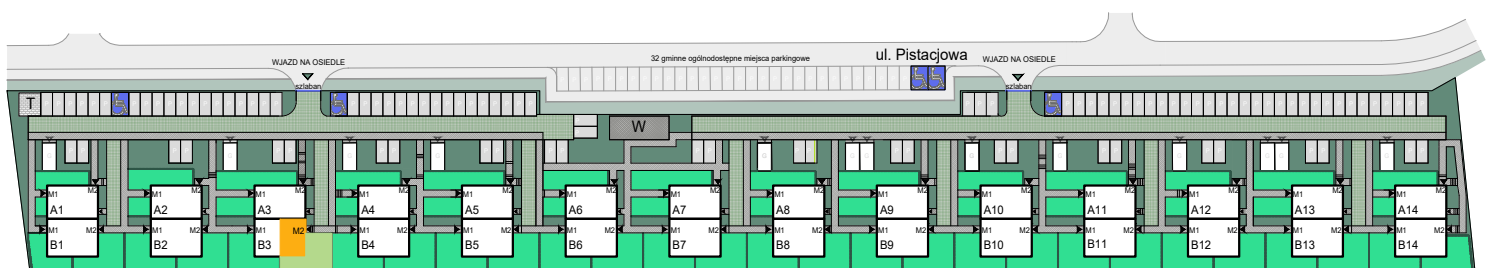 ul. Pistacjowa
32 gminne ogólnodostępne miejsca parkingowe
WJAZD NA OSIEDLE
WJAZD NA OSIEDLE
szlaban
szlaban
T
W
M1 M2
A1
M1 M2
A2
M1 M2
A3
M1 M2
A4
M1 M2
A5
M1 M2
A6
M1 M2
A7
M1 M2
A8
M1 M2
A9
M1 M2
A10
M1 M2
A11
M1 M2
A12
M1 M2
A13
M1 M2
A14
M1 M2
B1
M1 M2
B2
M1 M2
B3
M1 M2
B4
M1 M2
B5
M1 M2
B6
M1 M2
B7
M1 M2
B8
M1 M2
B9
M1 M2
B10
M1 M2
B11
M1 M2
B12
M1 M2
B13
M1 M2
B14